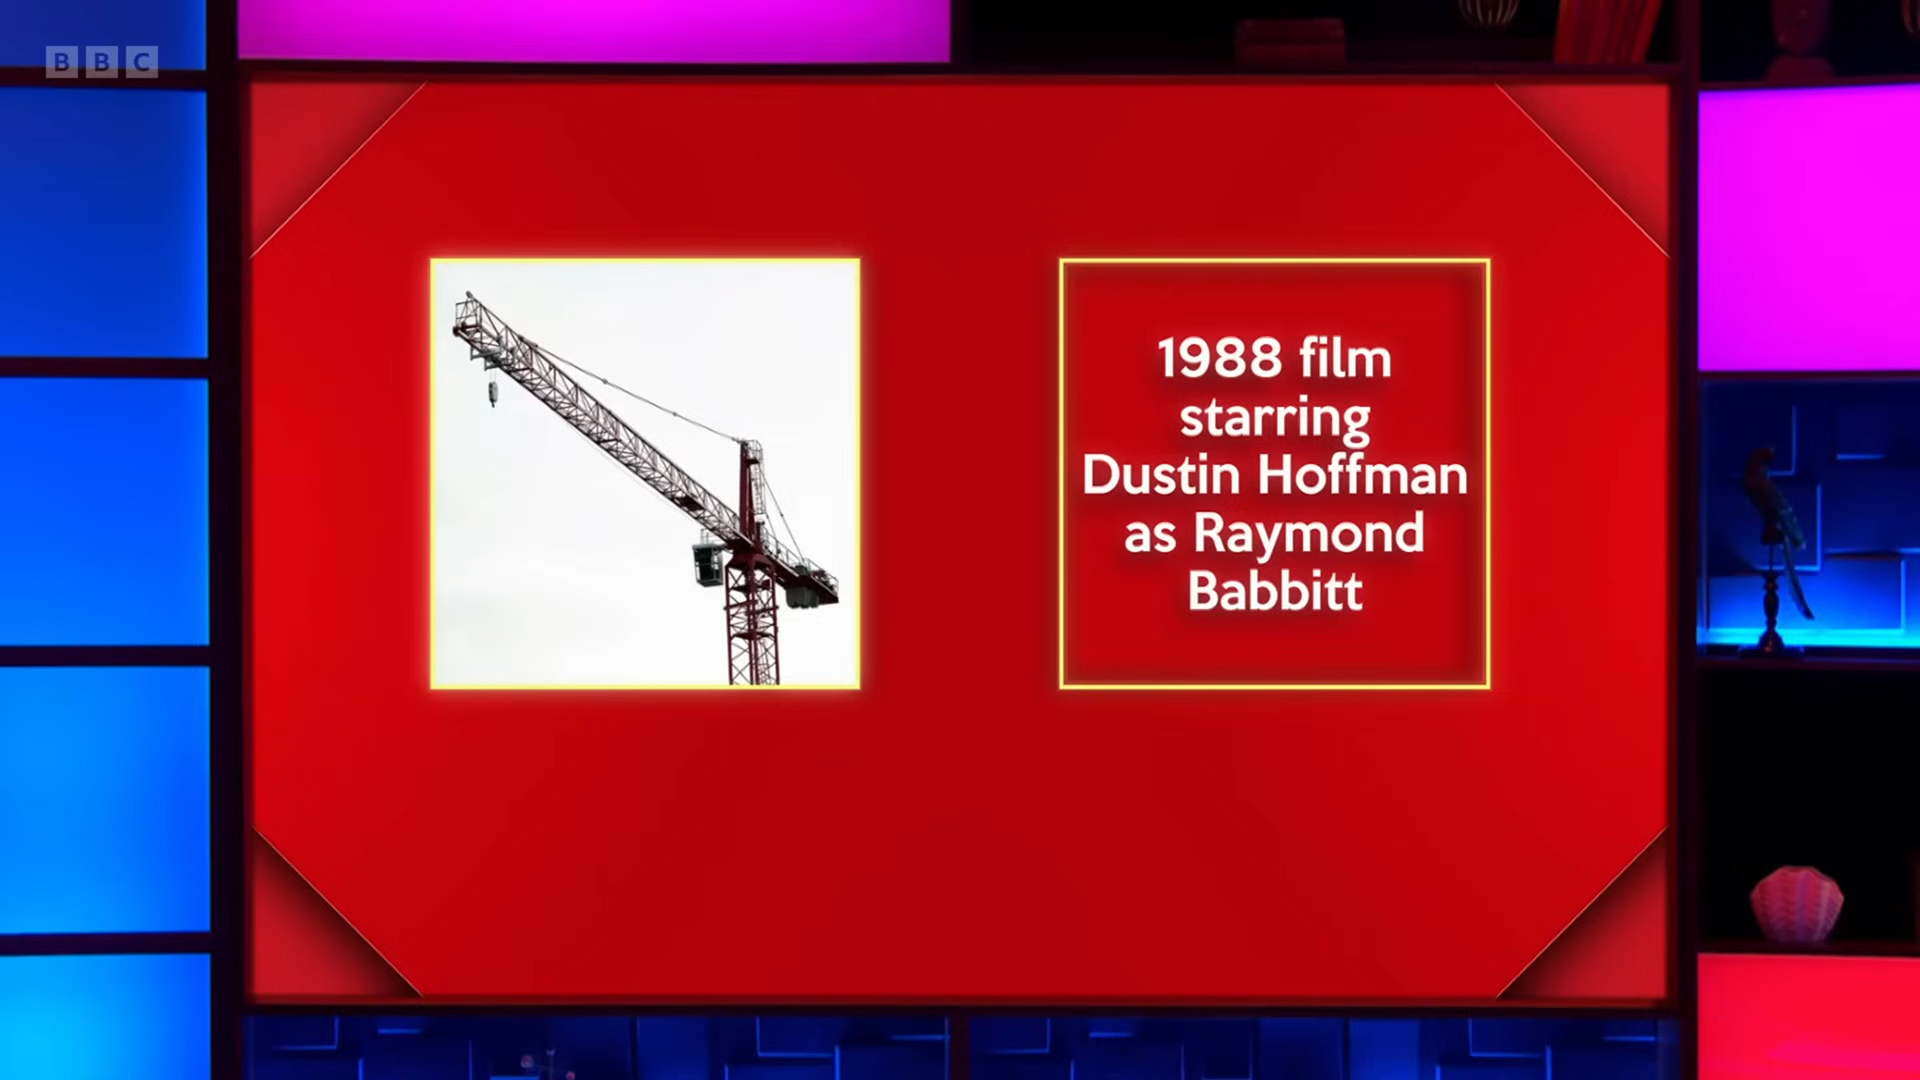 BBC
1988 film
starring
Dustin Hoffman
as Raymond
Babbitt